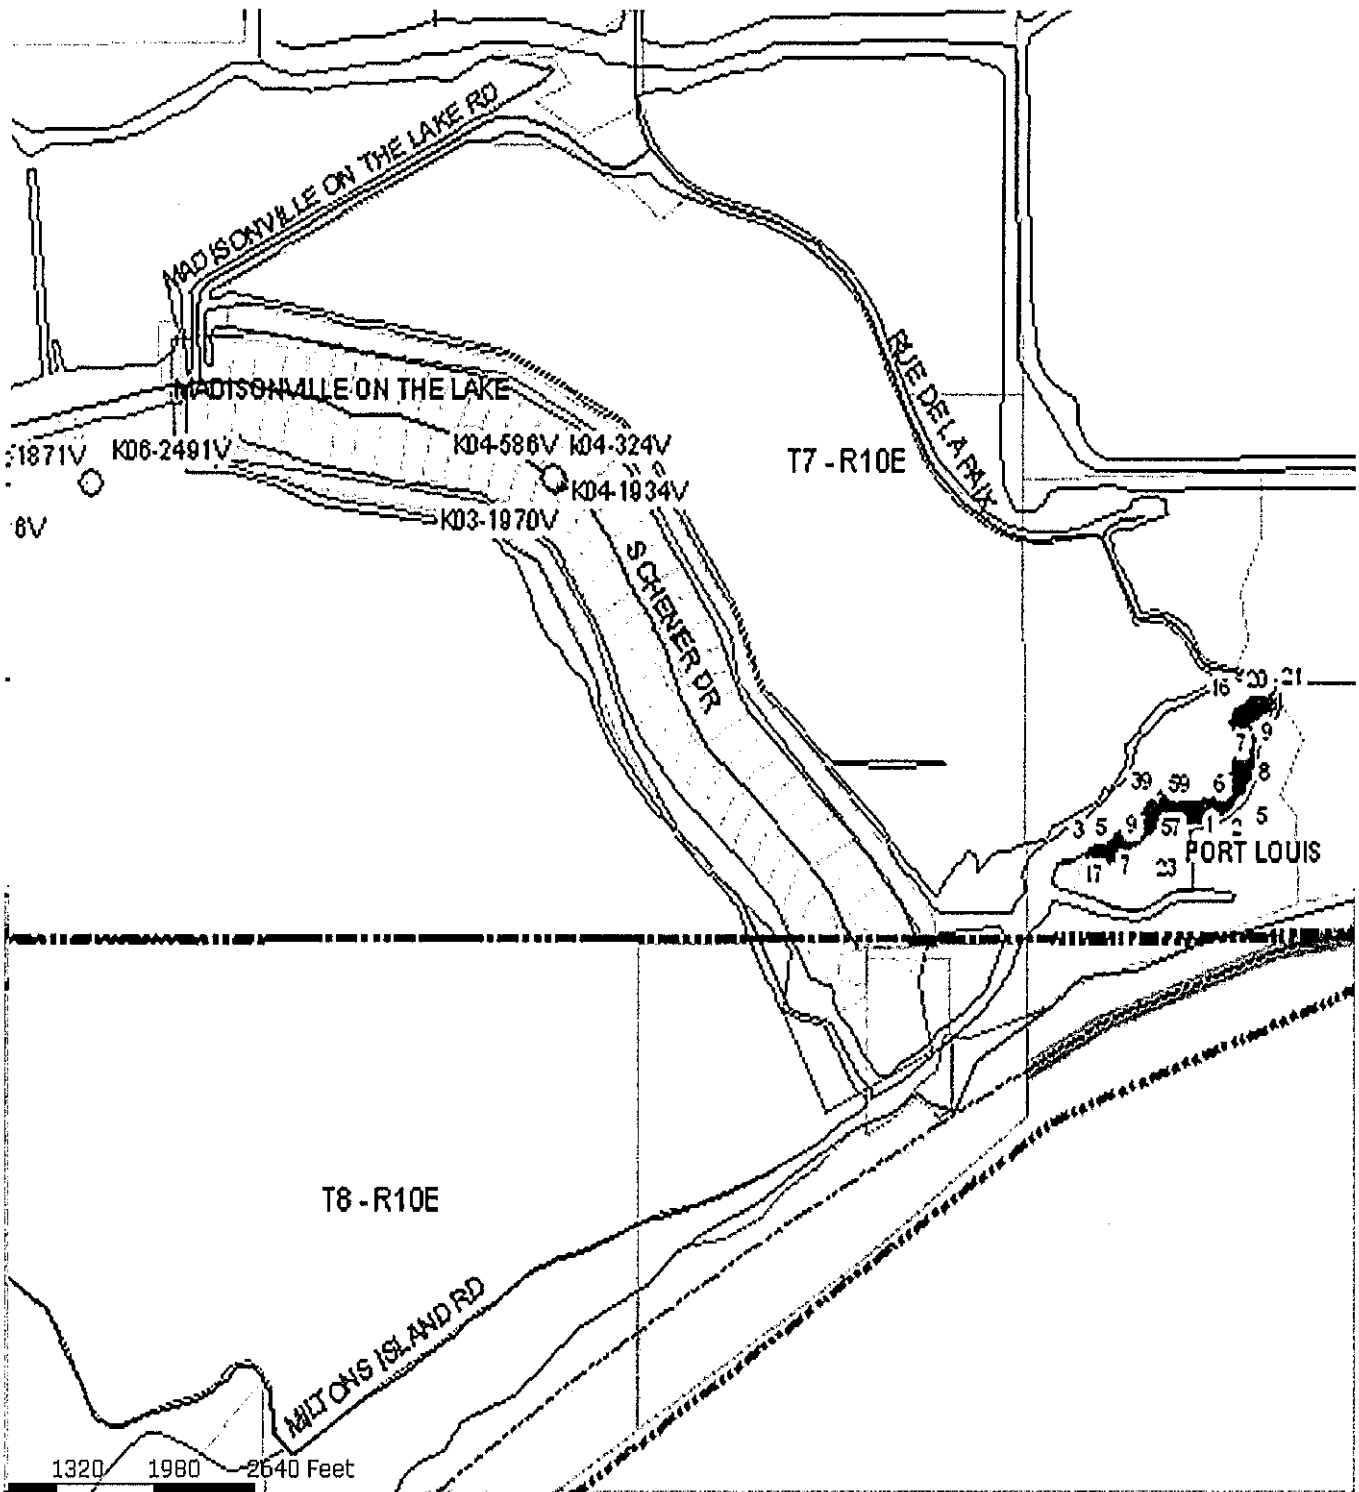 MADISONVILLE ON THE LAKE RD
RUE DE LA PAIX
MADISONVILLE ON THE LAKE
1871V
K06-2491V
K04-586V
K04-324V
T7 - R10E
K04-1934V
K03-1970V
6V
S CHENIER DR
16
20
21
7
9
39
59
6
8
3
5
9
57
1
2
5
PORT LOUIS
17
7
23
T8 - R10E
MILTONS ISLAND RD
1320
1980
2640 Feet